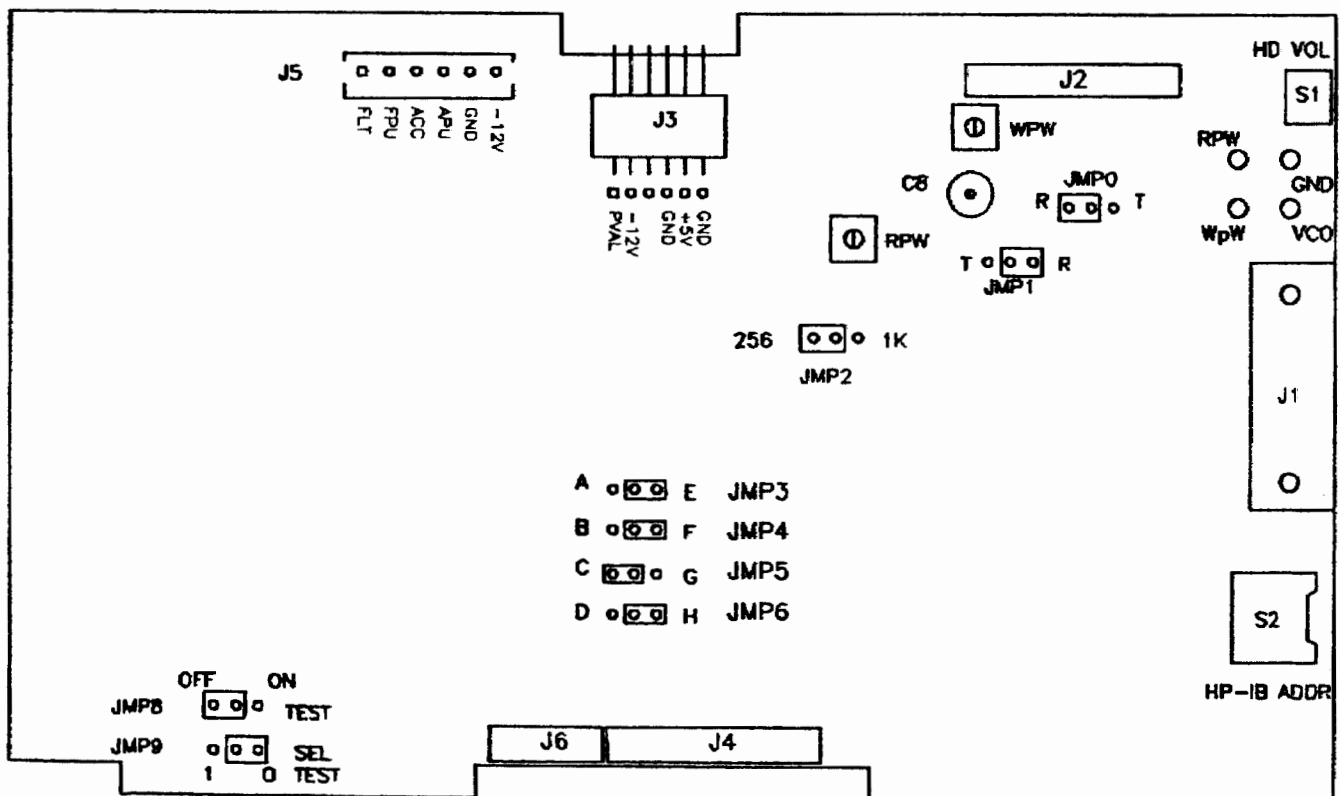 HD VOL
J5
J2
S1
J3
FLT FPU ACC APU GND -12V
WPW
RPW
C8
JMP0
GND
R T
PVAL -12V GND +5V GND
WpW VCO
RPW
T R
JMP1
256 1K
JMP2
J1
A E JMP3
B F JMP4
C G JMP5
D H JMP6
S2
OFF ON
HP-IB ADDR
JMP8 TEST
JMP9 SEL
1 0 TEST
J6 J4